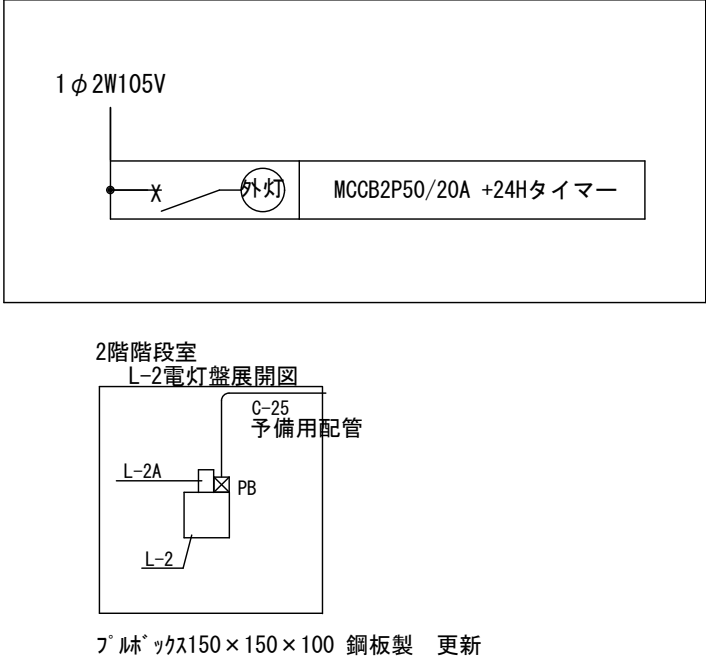 1φ2W105V
外灯
MCCB2P50/20A +24Hタイマー
2階階段室
L-2電灯盤展開図
C-25
予備用配管
L-2A
PB
L-2
ﾌﾟﾙﾎﾞｯｸｽ150×150×100 鋼板製　更新